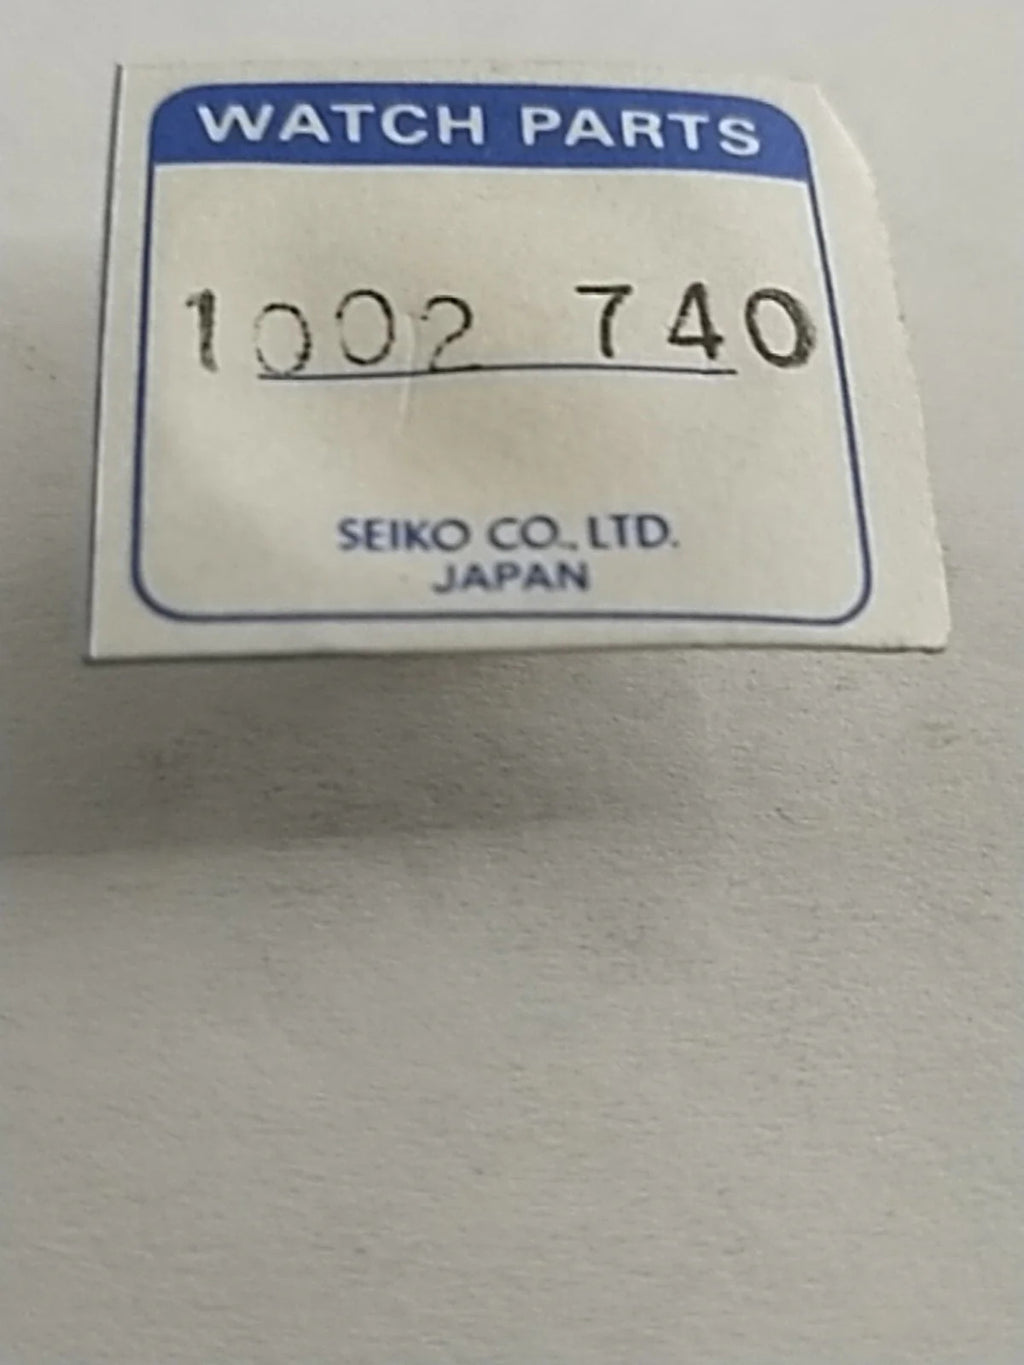 WATCH PARTS
1002 740
SEIKO CO., LTD.
JAPAN